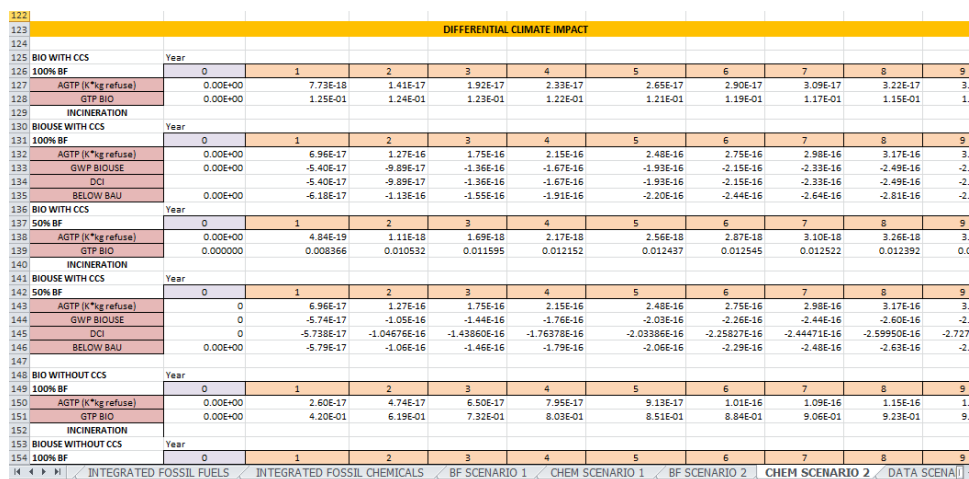 122
123 DIFFERENTIAL CLIMATE IMPACT
124
125 BIO WITH CCS Year
126 100% BF 0 1 2 3 4 5 6 7 8 9
127 AGTP (K*kg refuse) 0.00E+00 7.73E-18 1.41E-17 1.92E-17 2.33E-17 2.65E-17 2.90E-17 3.09E-17 3.22E-17 3.
128 GTP BIO 0.00E+00 1.25E-01 1.24E-01 1.23E-01 1.22E-01 1.21E-01 1.19E-01 1.17E-01 1.15E-01 1.
129 INCINERATION
130 BIOUSE WITH CCS Year
131 100% BF 0 1 2 3 4 5 6 7 8 9
132 AGTP (K*kg refuse) 0.00E+00 6.96E-17 1.27E-16 1.75E-16 2.15E-16 2.48E-16 2.75E-16 2.98E-16 3.17E-16 3.
133 GWP BIOUSE 0.00E+00 -5.40E-17 -9.89E-17 -1.36E-16 -1.67E-16 -1.93E-16 -2.15E-16 -2.33E-16 -2.49E-16 -2.
134 DCI -5.40E-17 -9.89E-17 -1.36E-16 -1.67E-16 -1.93E-16 -2.15E-16 -2.33E-16 -2.49E-16 -2.
135 BELOW BAU 0.00E+00 -6.18E-17 -1.13E-16 -1.55E-16 -1.91E-16 -2.20E-16 -2.44E-16 -2.64E-16 -2.81E-16 -2.
136 BIO WITH CCS Year
137 50% BF 0 1 2 3 4 5 6 7 8 9
138 AGTP (K*kg refuse) 0.00E+00 4.84E-19 1.11E-18 1.69E-18 2.17E-18 2.56E-18 2.87E-18 3.10E-18 3.26E-18 3.
139 GTP BIO 0.000000 0.008366 0.010532 0.011595 0.012152 0.012437 0.012545 0.012522 0.012392 0.0
140 INCINERATION
141 BIOUSE WITH CCS Year
142 50% BF 0 1 2 3 4 5 6 7 8 9
143 AGTP (K*kg refuse) 0 6.96E-17 1.27E-16 1.75E-16 2.15E-16 2.48E-16 2.75E-16 2.98E-16 3.17E-16 3.
144 GWP BIOUSE 0 -5.74E-17 -1.05E-16 -1.44E-16 -1.76E-16 -2.03E-16 -2.26E-16 -2.44E-16 -2.60E-16 -2.
145 DCI 0 -5.738E-17 -1.04676E-16 -1.43860E-16 -1.76378E-16 -2.03386E-16 -2.25827E-16 -2.44471E-16 -2.59950E-16 -2.727
146 BELOW BAU 0.00E+00 -5.79E-17 -1.06E-16 -1.46E-16 -1.79E-16 -2.06E-16 -2.29E-16 -2.48E-16 -2.63E-16 -2.
147
148 BIO WITHOUT CCS Year
149 100% BF 0 1 2 3 4 5 6 7 8 9
150 AGTP (K*kg refuse) 0.00E+00 2.60E-17 4.74E-17 6.50E-17 7.95E-17 9.13E-17 1.01E-16 1.09E-16 1.15E-16 1.
151 GTP BIO 0.00E+00 4.20E-01 6.19E-01 7.32E-01 8.03E-01 8.51E-01 8.84E-01 9.06E-01 9.23E-01 9.
152 INCINERATION
153 BIOUSE WITHOUT CCS Year
154 100% BF 0 1 2 3 4 5 6 7 8 9
INTEGRATED FOSSIL FUELS INTEGRATED FOSSIL CHEMICALS BF SCENARIO 1 CHEM SCENARIO 1 BF SCENARIO 2 CHEM SCENARIO 2 DATA SCENA